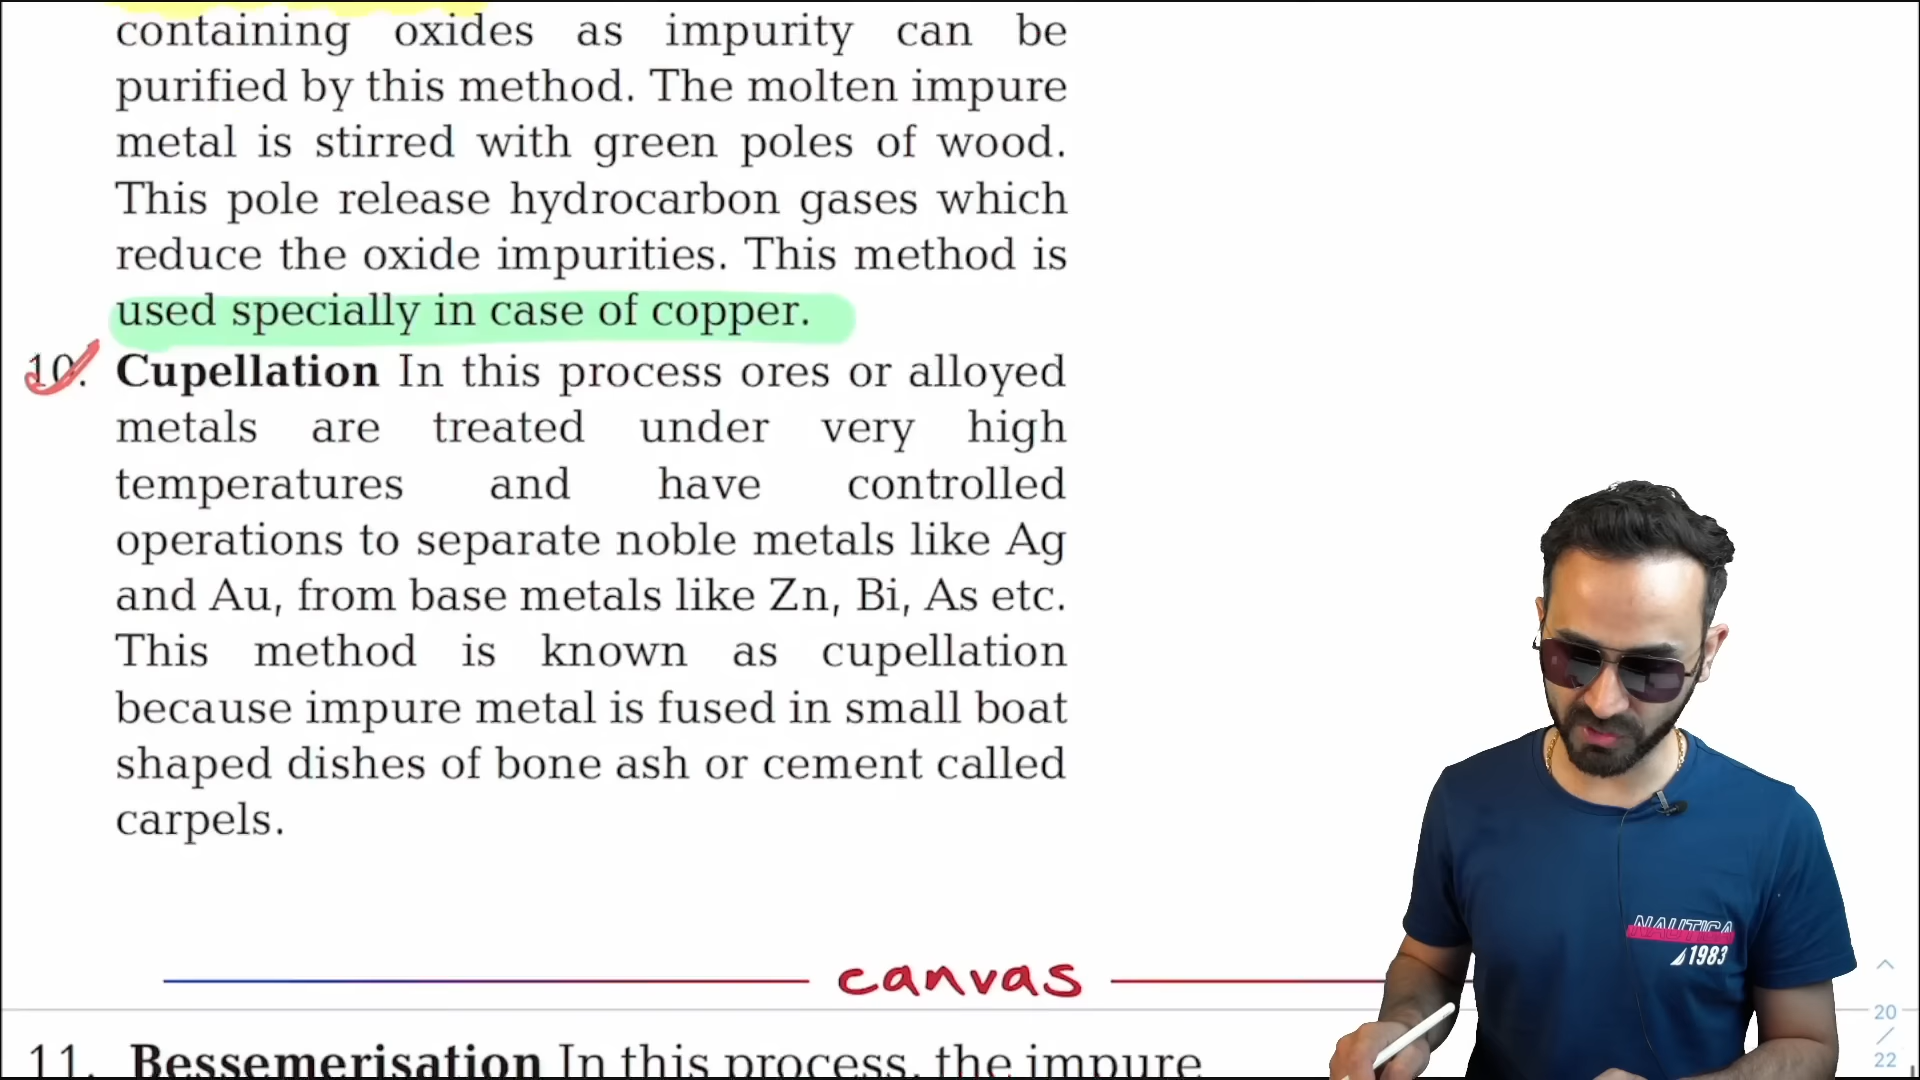 containing oxides as impurity can be
purified by this method. The molten impure
metal is stirred with green poles of wood.
This pole release hydrocarbon gases which
reduce the oxide impurities. This method is
used specially in case of copper.
10. Cupellation In this process ores or alloyed
metals are treated under very high
temperatures and have controlled
operations to separate noble metals like Ag
and Au, from base metals like Zn, Bi, As etc.
This method is known as cupellation
because impure metal is fused in small boat
shaped dishes of bone ash or cement called
carpels.
canvas
11. Bessemerisation In this process, the impure
NAUTICA
1983
20
/
22